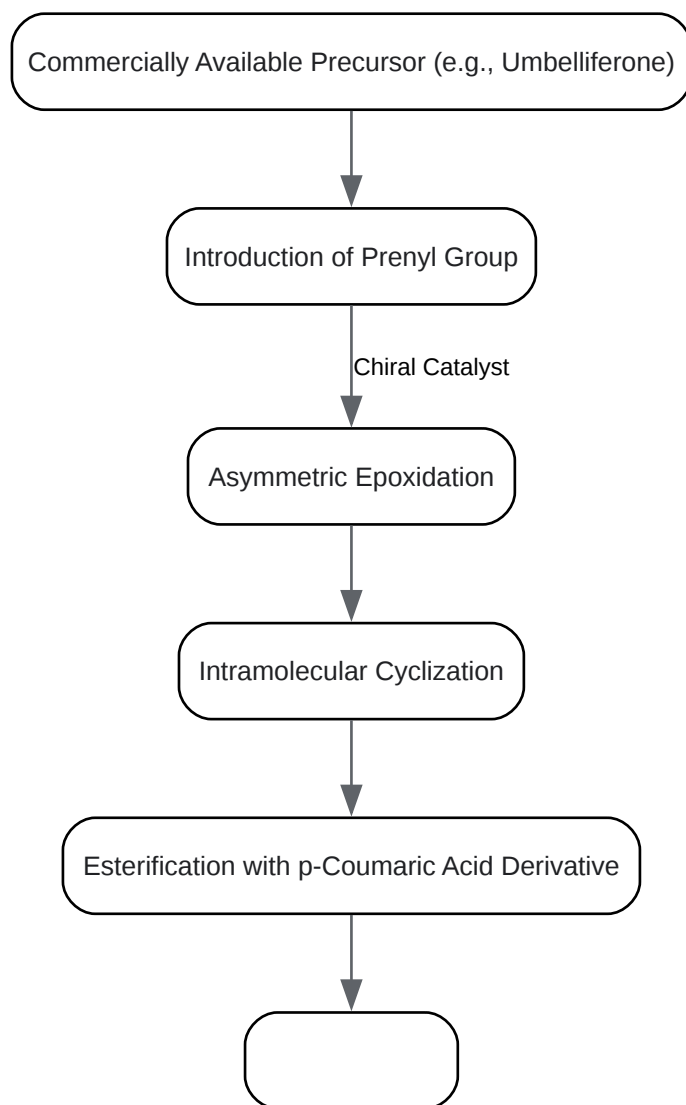 Commercially Available Precursor (e.g., Umbelliferone)
Introduction of Prenyl Group
Chiral Catalyst
Asymmetric Epoxidation
Intramolecular Cyclization
Esterification with p-Coumaric Acid Derivative